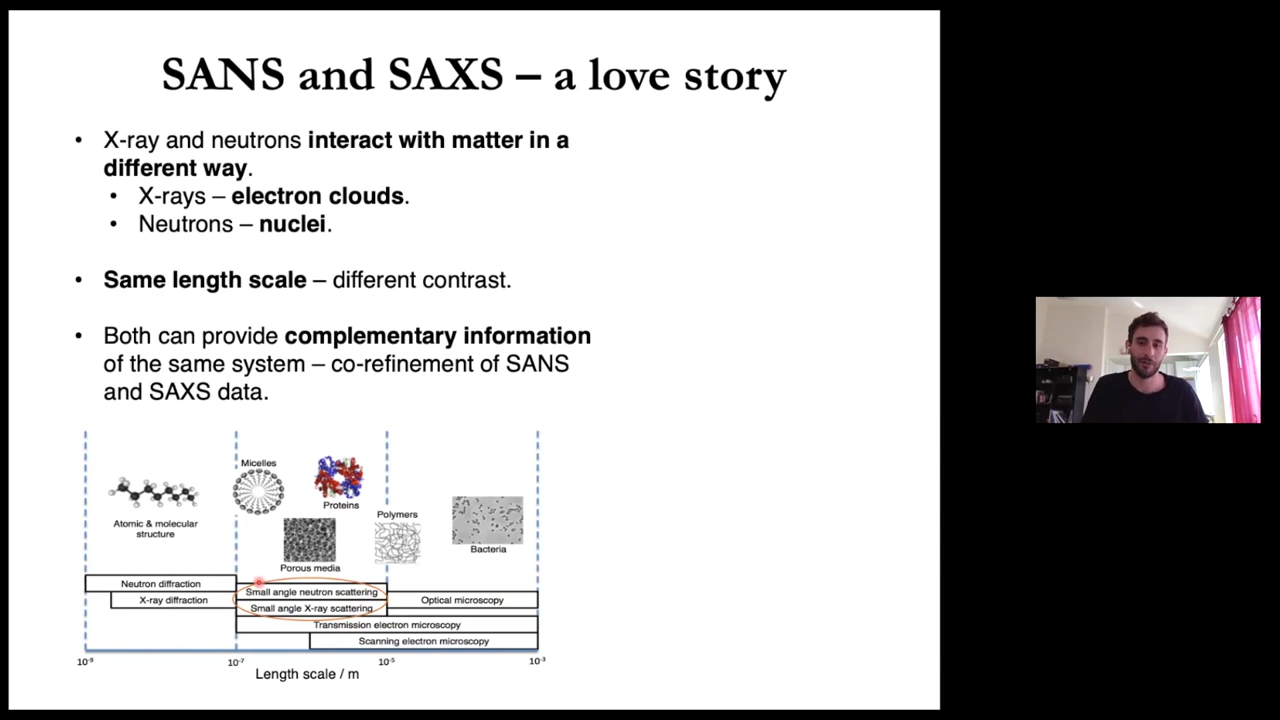 SANS and SAXS – a love story
• X-ray and neutrons interact with matter in a
different way.
• X-rays – electron clouds.
• Neutrons – nuclei.
• Same length scale – different contrast.
• Both can provide complementary information
of the same system – co-refinement of SANS
and SAXS data.
Micelles
Proteins
Polymers
Atomic & molecular
structure
Bacteria
Porous media
Neutron diffraction
Small angle neutron scattering
X-ray diffraction
Optical microscopy
Small angle X-ray scattering
Transmission electron microscopy
Scanning electron microscopy
10⁻⁹ 10⁻⁷ 10⁻⁵ 10⁻³
Length scale / m